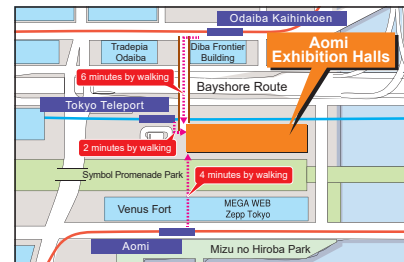 Odaiba Kaihinkoen
Tradepia
Odaiba
Diba Frontier
Building
Aomi
Exhibition Halls
6 minutes by walking
Bayshore Route
Tokyo Teleport
2 minutes by walking
Symbol Promenade Park
4 minutes by walking
Venus Fort
MEGA WEB
Zepp Tokyo
Aomi
Mizu no Hiroba Park